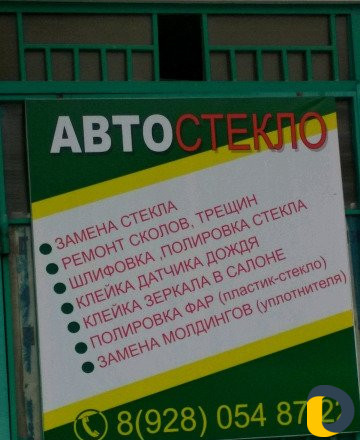 АВТОСТЕКЛО
ЗАМЕНА СТЕКЛА
РЕМОНТ СКОЛОВ, ТРЕЩИН
ШЛИФОВКА ,ПОЛИРОВКА СТЕКЛА
КЛЕЙКА ДАТЧИКА ДОЖДЯ
КЛЕЙКА ЗЕРКАЛА В САЛОНЕ
ПОЛИРОВКА ФАР (пластик-стекло)
ЗАМЕНА МОЛДИНГОВ (уплотнителя)
8(928) 054 87